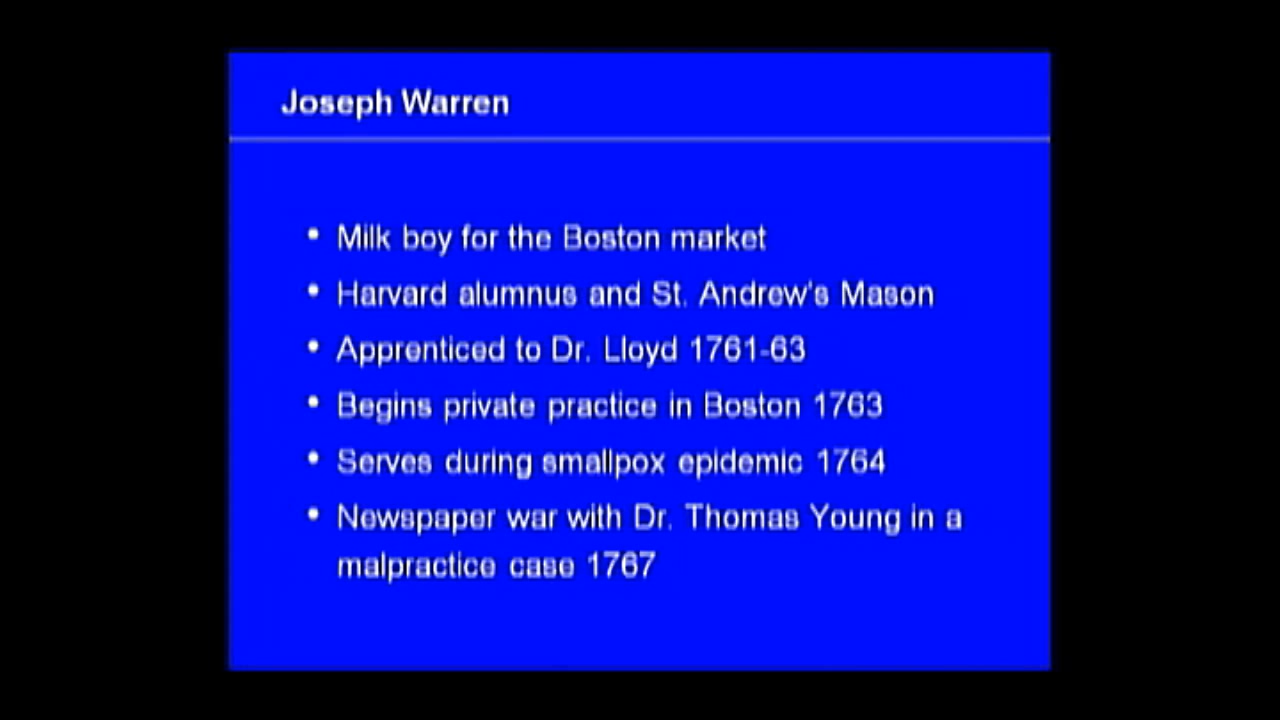 Joseph Warren
• Milk boy for the Boston market
• Harvard alumnus and St. Andrew's Mason
• Apprenticed to Dr. Lloyd 1761-63
• Begins private practice in Boston 1763
• Serves during smallpox epidemic 1764
• Newspaper war with Dr. Thomas Young in a
malpractice case 1767